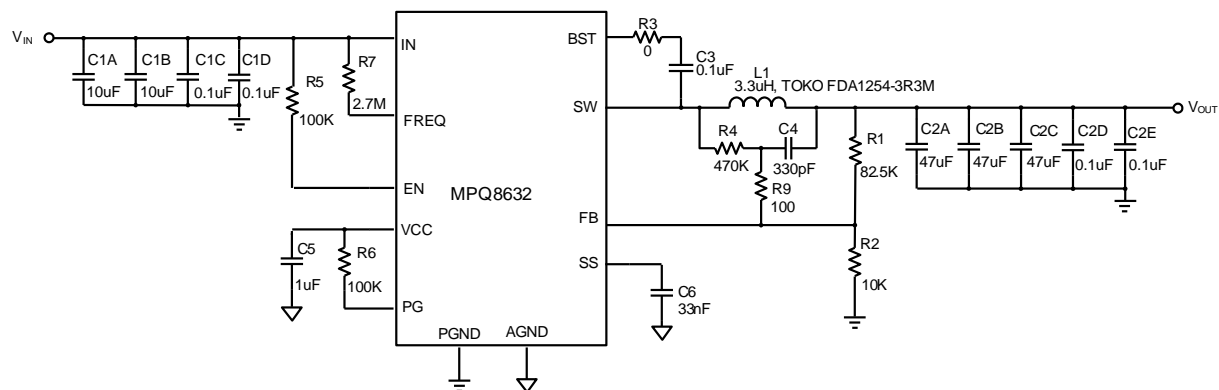 VIN
C1A
10uF
C1B
10uF
C1C
0.1uF
C1D
0.1uF
R5
100K
R7
2.7M
IN
FREQ
EN
VCC
PG
PGND
AGND
MPQ8632
BST
SW
FB
SS
C5
1uF
R6
100K
R3
0
C3
0.1uF
L1
3.3uH, TOKO FDA1254-3R3M
R4
470K
C4
330pF
R9
100
R1
82.5K
R2
10K
C6
33nF
C2A
47uF
C2B
47uF
C2C
47uF
C2D
0.1uF
C2E
0.1uF
VOUT